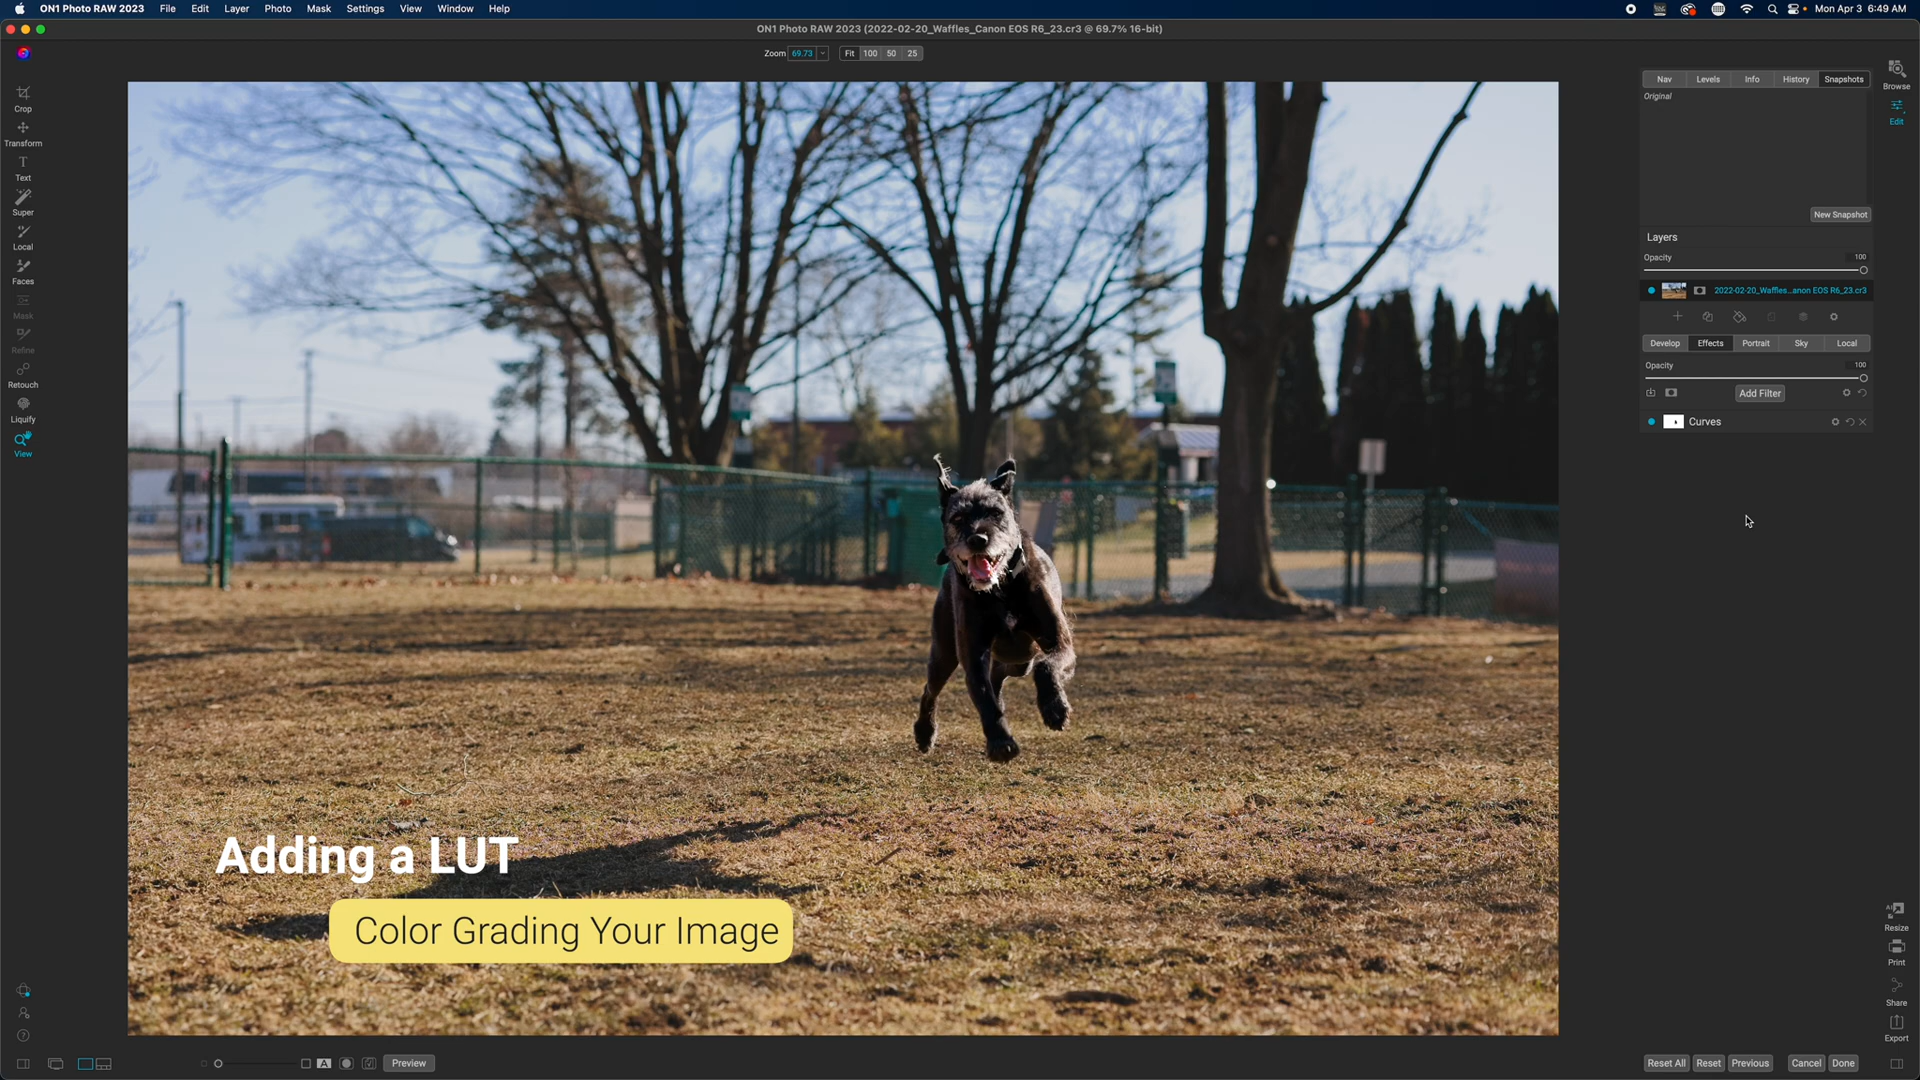 ON1 Photo RAW 2023 File Edit Layer Photo Mask Settings View Window Help Mon Apr 3 6:49 AM
ON1 Photo RAW 2023 (2022-02-20_Waffles_Canon EOS R6_23.cr3 @ 69.7% 16-bit)
Zoom 69.73 Fit 100 50 25
Crop
Transform
Text
Super
Local
Faces
Mask
Refine
Retouch
Liquify
View
Nav Levels Info History Snapshots
Original
New Snapshot
Layers
Opacity 100
2022-02-20_Waffles...anon EOS R6_23.cr3
Develop Effects Portrait Sky Local
Opacity 100
Add Filter
Curves
Browse
Edit
Adding a LUT
Color Grading Your Image
Resize
Print
Share
Export
A Preview
Reset All Reset Previous Cancel Done